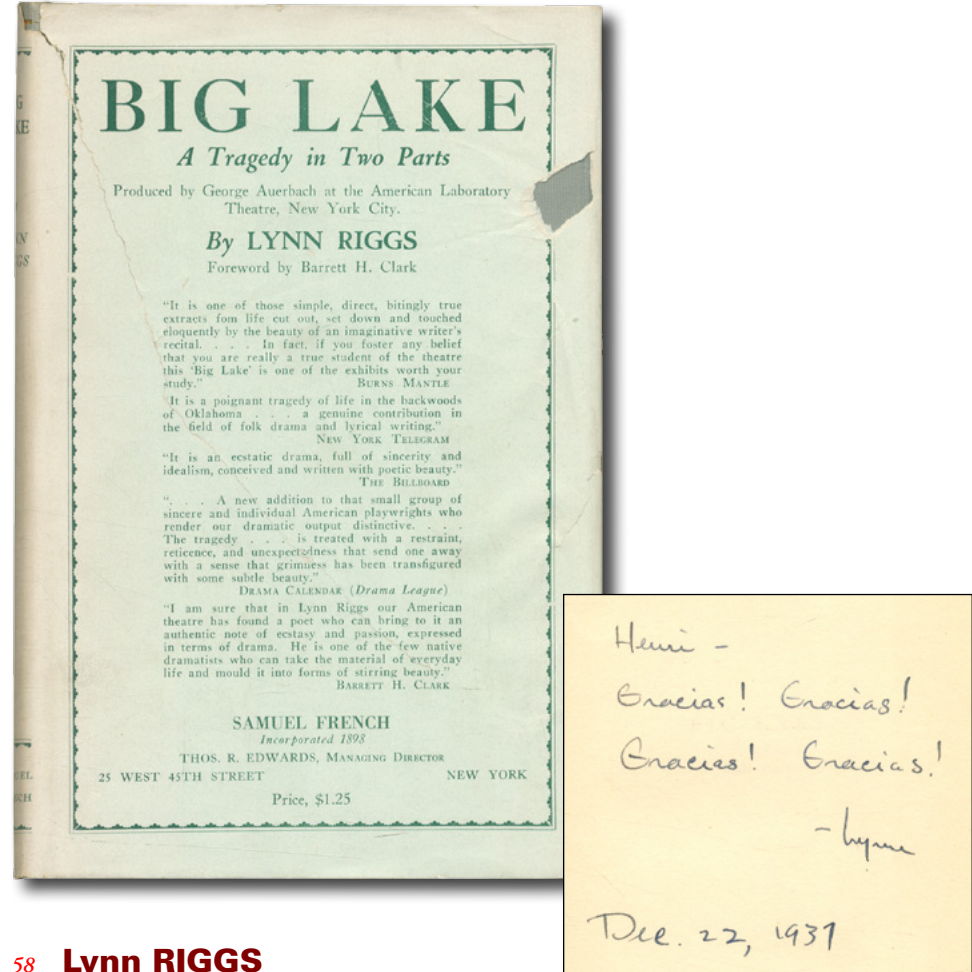 BIG LAKE
A Tragedy in Two Parts
Produced by George Auerbach at the American Laboratory
Theatre, New York City.
By LYNN RIGGS
Foreword by Barrett H. Clark
"It is one of those simple, direct, bitingly true
extracts fom life cut out, set down and touched
eloquently by the beauty of an imaginative writer's
recital. . . . In fact, if you foster any belief
that you are really a true student of the theatre
this 'Big Lake' is one of the exhibits worth your
study." BURNS MANTLE
"It is a poignant tragedy of life in the backwoods
of Oklahoma . . . a genuine contribution in
the field of folk drama and lyrical writing."
NEW YORK TELEGRAM
"It is an ecstatic drama, full of sincerity and
idealism, conceived and written with poetic beauty."
THE BILLBOARD
". . . A new addition to that small group of
sincere and individual American playwrights who
render our dramatic output distinctive. . . .
The tragedy . . . is treated with a restraint,
reticence, and unexpectedness that send one away
with a sense that grimness has been transfigured
with some subtle beauty."
DRAMA CALENDAR (Drama League)
"I am sure that in Lynn Riggs our American
theatre has found a poet who can bring to it an
authentic note of ecstasy and passion, expressed
in terms of drama. He is one of the few native
dramatists who can take the material of everyday
life and mould it into forms of stirring beauty."
BARRETT H. CLARK
SAMUEL FRENCH
Incorporated 1898
THOS. R. EDWARDS, MANAGING DIRECTOR
25 WEST 45TH STREET NEW YORK
Price, $1.25
Henri -
Gracias! Gracias!
Gracias! Gracias!
- Lynn
Dec. 22, 1937
58 Lynn RIGGS